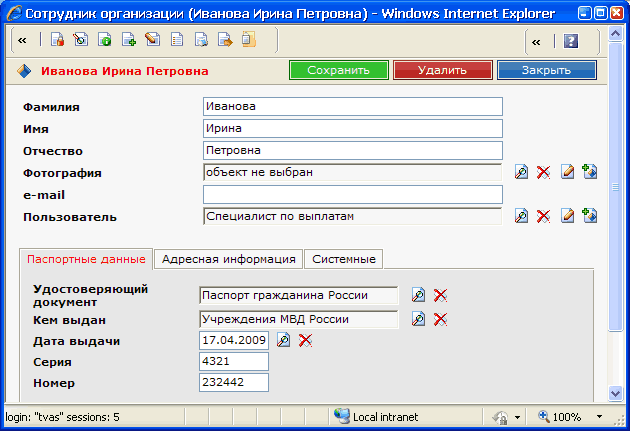 Сотрудник организации (Иванова Ирина Петровна) - Windows Internet Explorer
« « ?
Иванова Ирина Петровна Сохранить Удалить Закрыть
Фамилия Иванова
Имя Ирина
Отчество Петровна
Фотография объект не выбран
e-mail
Пользователь Специалист по выплатам
Паспортные данные Адресная информация Системные
Удостоверяющий
документ Паспорт гражданина России
Кем выдан Учреждения МВД России
Дата выдачи 17.04.2009
Серия 4321
Номер 232442
login: "tvas" sessions: 5 Local intranet 100%